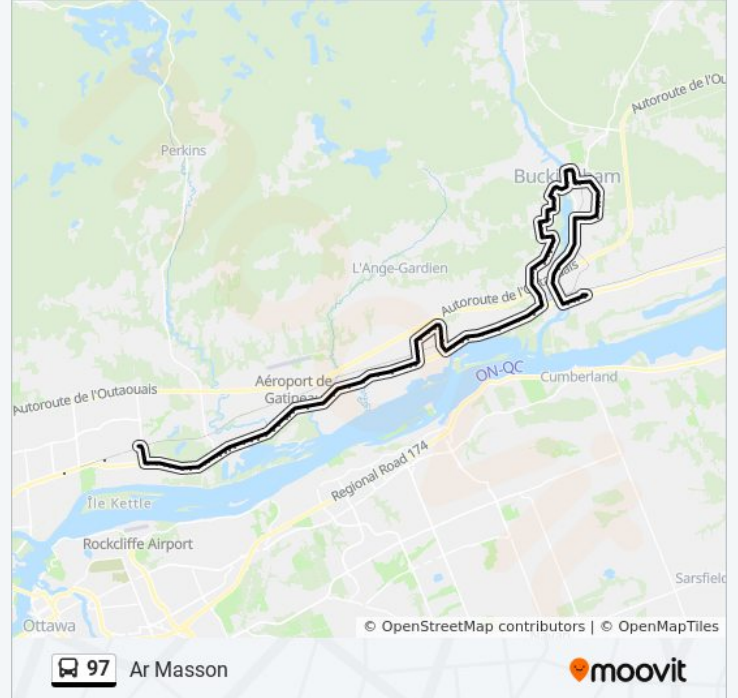 Autoroute de l'Ou
Perkins
Buckingham
L'Ange-Gardien
Autoroute de l'Outaouais
ON-QC
Aéroport de
Gatineau
Cumberland
Autoroute de l'Outaouais
Regional Road 174
Île Kettle
Rockcliffe Airport
Sarsfield
Ottawa
© OpenStreetMap contributors | © OpenMapTiles
97 Ar Masson
moovit